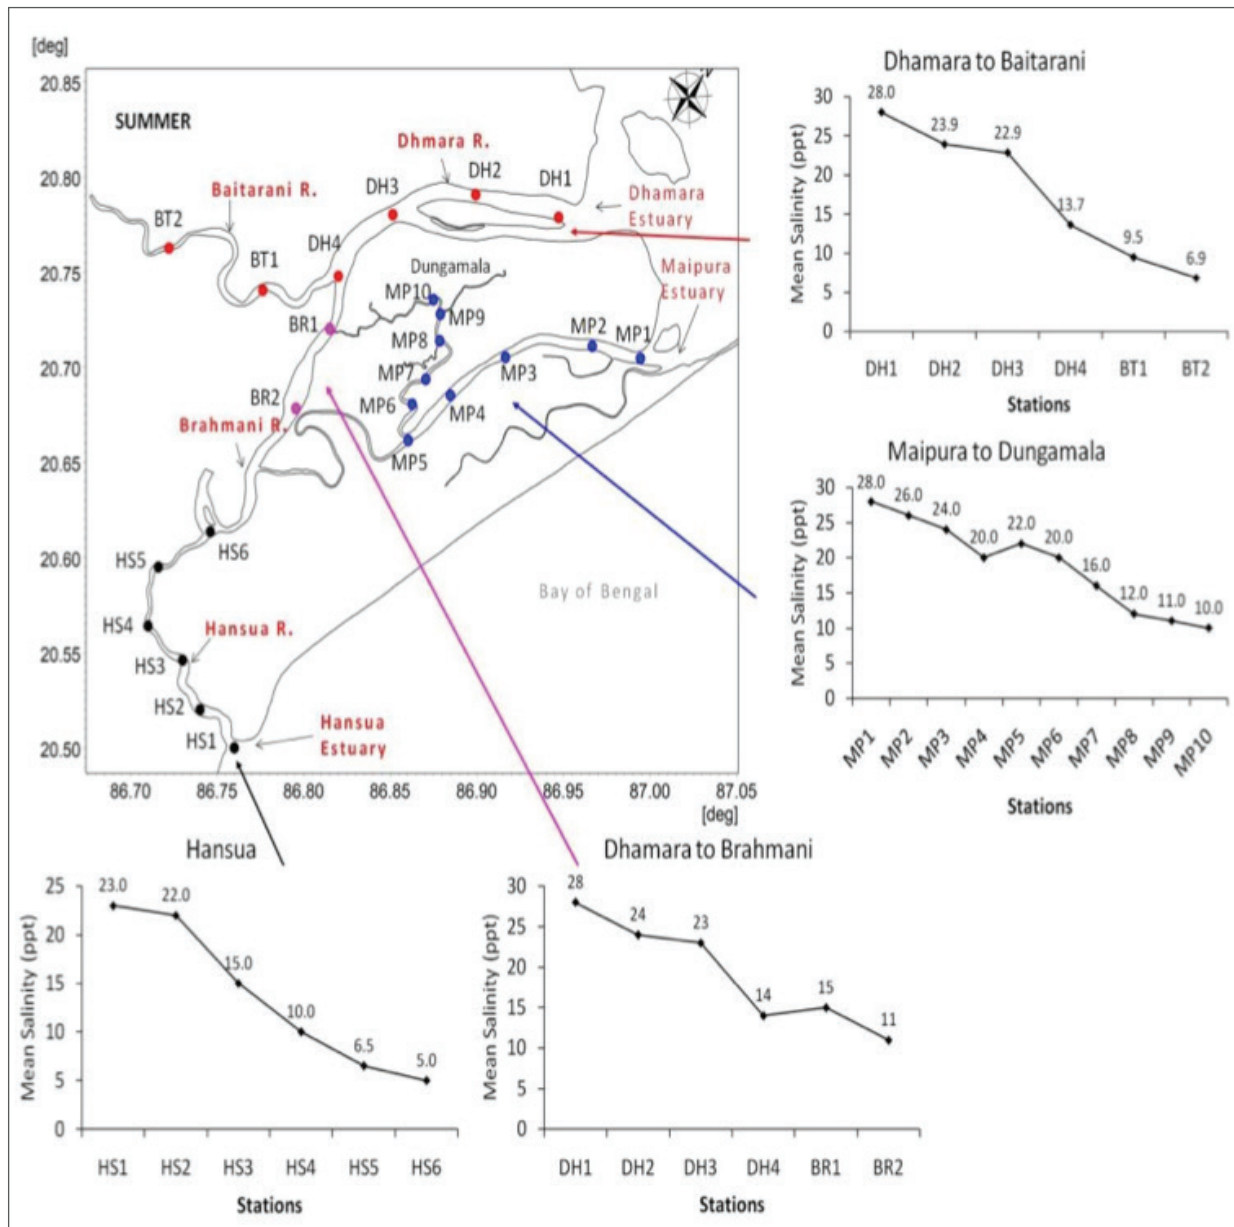 [deg]
20.85
20.80
20.75
20.70
20.65
20.60
20.55
20.50
SUMMER
N
Dhmara R.
Baitarani R.
BT2
BT1
DH4
DH3
DH2
DH1
Dhamara
Estuary
Maipura
Estuary
Dungamala
MP10
MP9
MP8
MP7
MP6
MP5
MP4
MP3
MP2
MP1
BR1
BR2
Brahmani R.
HS6
HS5
HS4
Hansua R.
HS3
HS2
HS1
Hansua
Estuary
Bay of Bengal
86.70 86.75 86.80 86.85 86.90 86.95 87.00 87.05
[deg]
Dhamara to Baitarani
Mean Salinity (ppt)
30
25
20
15
10
5
0
28.0 23.9 22.9 13.7 9.5 6.9
DH1 DH2 DH3 DH4 BT1 BT2
Stations
Maipura to Dungamala
Mean Salinity (ppt)
30
25
20
15
10
5
0
28.0 26.0 24.0 20.0 22.0 20.0 16.0 12.0 11.0 10.0
MP1 MP2 MP3 MP4 MP5 MP6 MP7 MP8 MP9 MP10
Stations
Hansua
Mean Salinity (ppt)
25
20
15
10
5
0
23.0 22.0 15.0 10.0 6.5 5.0
HS1 HS2 HS3 HS4 HS5 HS6
Stations
Dhamara to Brahmani
Mean Salinity (ppt)
30
25
20
15
10
5
0
28 24 23 14 15 11
DH1 DH2 DH3 DH4 BR1 BR2
Stations